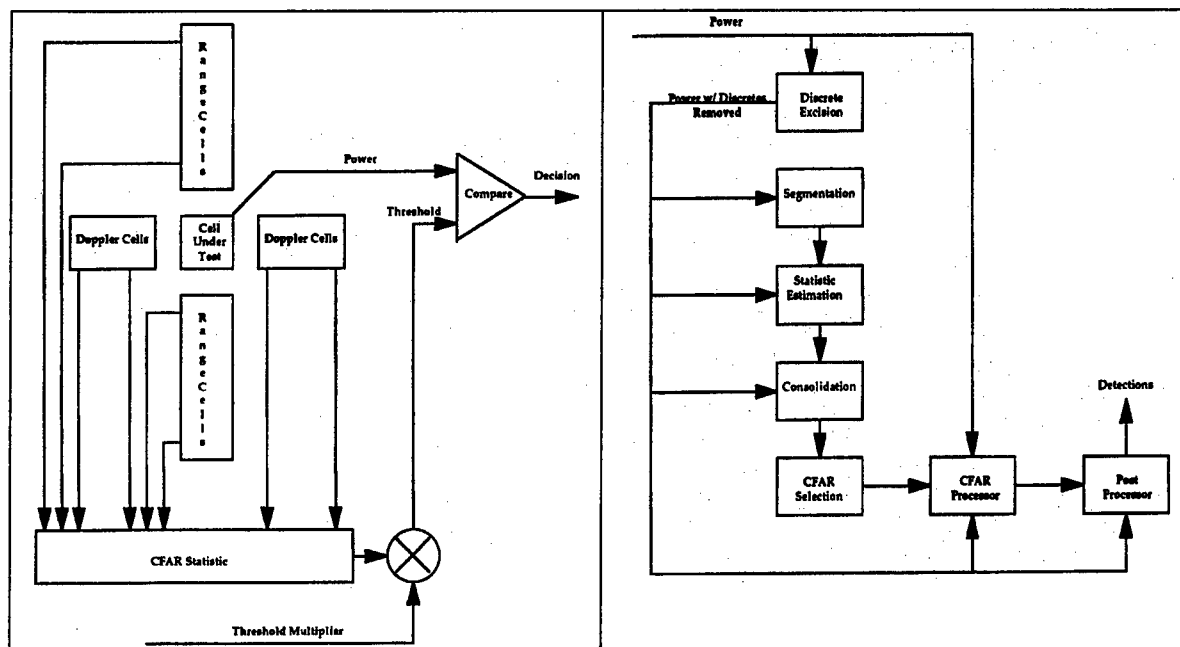 Range Cells
Power
Decision
Compare
Threshold
Doppler Cells
Cell
Under
Test
Doppler Cells
Range Cells
CFAR Statistic
Threshold Multiplier
Power
Discrete
Excision
Power w/ Discretes
Removed
Segmentation
Statistic
Estimation
Consolidation
Detections
CFAR
Selection
CFAR
Processor
Post
Processor